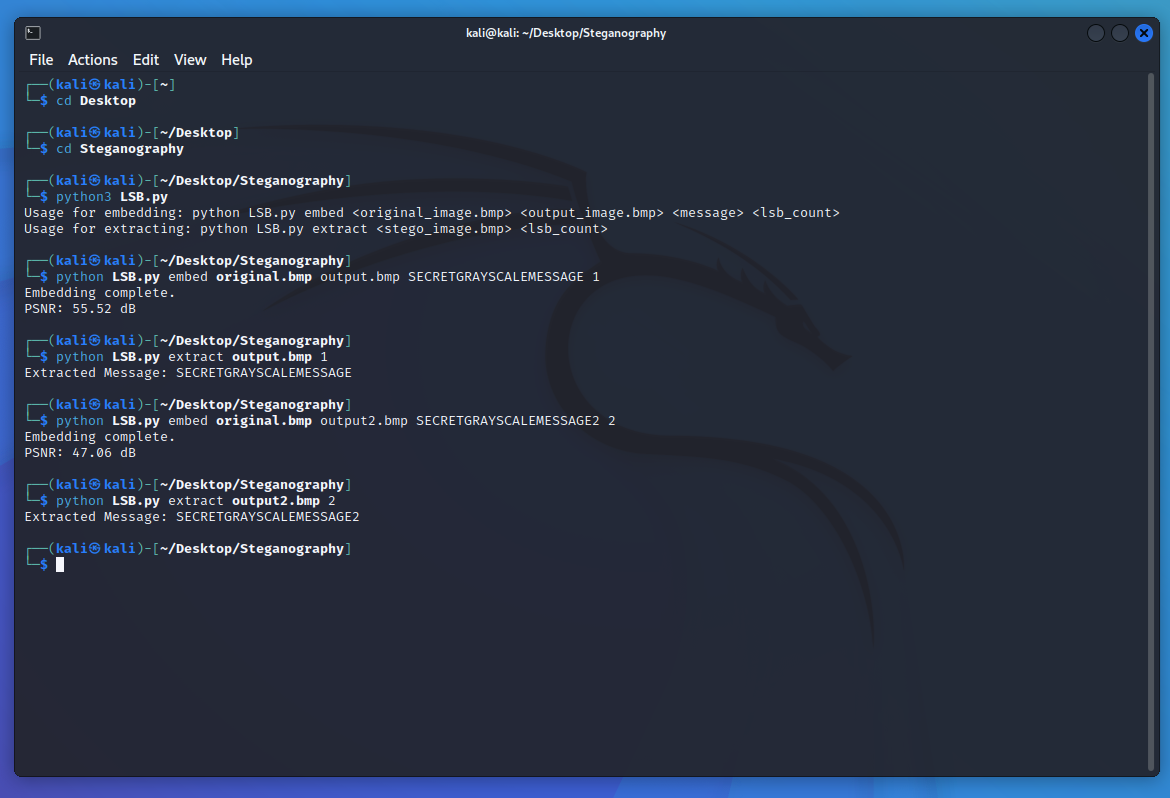 kali@kali: ~/Desktop/Steganography
File Actions Edit View Help
┌──(kali㉿kali)-[~]
└─$ cd Desktop
┌──(kali㉿kali)-[~/Desktop]
└─$ cd Steganography
┌──(kali㉿kali)-[~/Desktop/Steganography]
└─$ python3 LSB.py
Usage for embedding: python LSB.py embed <original_image.bmp> <output_image.bmp> <message> <lsb_count>
Usage for extracting: python LSB.py extract <stego_image.bmp> <lsb_count>
┌──(kali㉿kali)-[~/Desktop/Steganography]
└─$ python LSB.py embed original.bmp output.bmp SECRETGRAYSCALEMESSAGE 1
Embedding complete.
PSNR: 55.52 dB
┌──(kali㉿kali)-[~/Desktop/Steganography]
└─$ python LSB.py extract output.bmp 1
Extracted Message: SECRETGRAYSCALEMESSAGE
┌──(kali㉿kali)-[~/Desktop/Steganography]
└─$ python LSB.py embed original.bmp output2.bmp SECRETGRAYSCALEMESSAGE2 2
Embedding complete.
PSNR: 47.06 dB
┌──(kali㉿kali)-[~/Desktop/Steganography]
└─$ python LSB.py extract output2.bmp 2
Extracted Message: SECRETGRAYSCALEMESSAGE2
┌──(kali㉿kali)-[~/Desktop/Steganography]
└─$